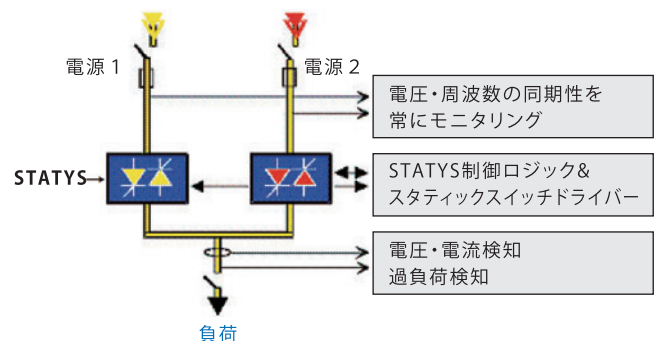 電源1
電源2
電圧・周波数の同期性を
常にモニタリング
STATYS
STATYS制御ロジック&
スタティックスイッチドライバー
電圧・電流検知
過負荷検知
負荷